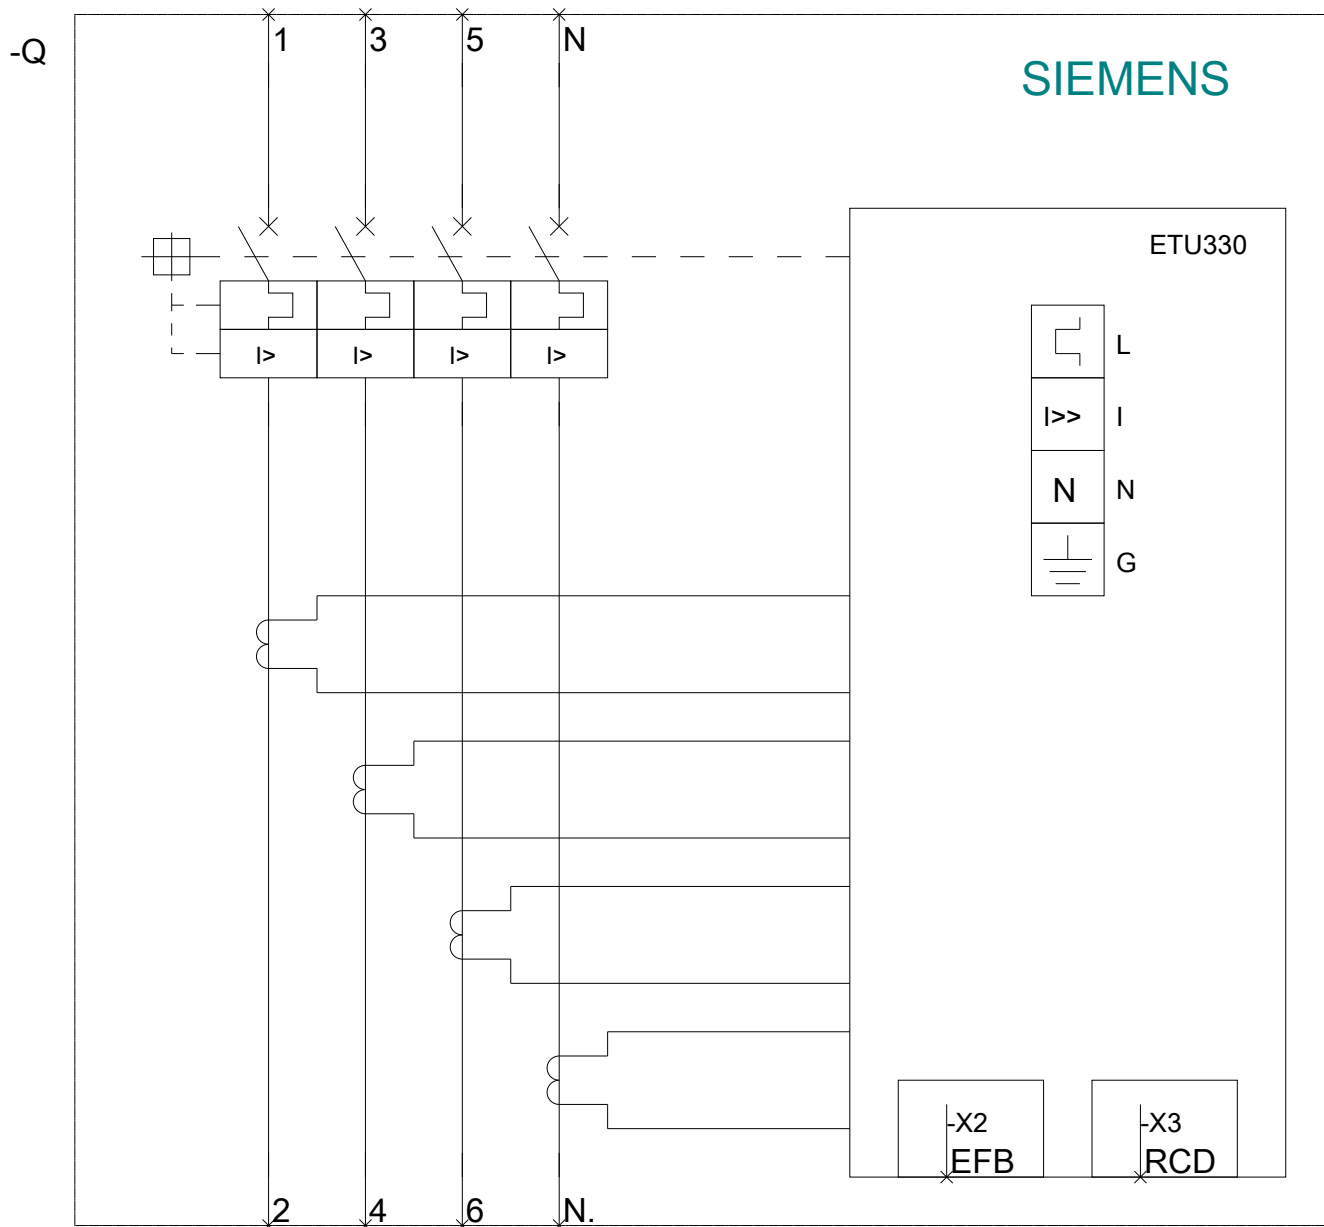 1 3 5 N
-Q
SIEMENS
ETU330
I> I> I> I>
L
I>> I
N N
G
-X2 -X3
EFB RCD
2 4 6 N.